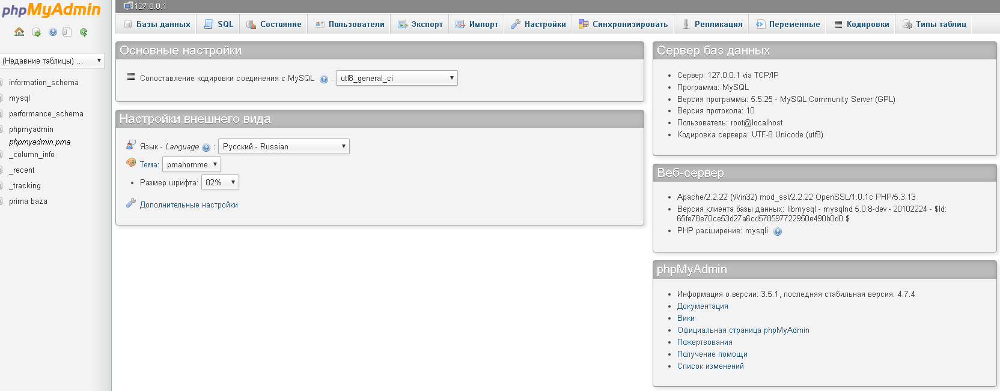 phpMyAdmin
(Недавние таблицы) ...
information_schema
mysql
performance_schema
phpmyadmin
phpmyadmin.pma
_column_info
_recent
_tracking
prima baza
127.0.0.1
Базы данных SQL Состояние Пользователи Экспорт Импорт Настройки Синхронизировать Репликация Переменные Кодировки Типы таблиц
Основные настройки
Сопоставление кодировки соединения с MySQL : utf8_general_ci
Настройки внешнего вида
Язык - Language : Русский - Russian
Тема: pmahomme
Размер шрифта: 82%
Дополнительные настройки
Сервер баз данных
Сервер: 127.0.0.1 via TCP/IP
Программа: MySQL
Версия программы: 5.5.25 - MySQL Community Server (GPL)
Версия протокола: 10
Пользователь: root@localhost
Кодировка сервера: UTF-8 Unicode (utf8)
Веб-сервер
Apache/2.2.22 (Win32) mod_ssl/2.2.22 OpenSSL/1.0.1c PHP/5.3.13
Версия клиента базы данных: libmysql - mysqlnd 5.0.8-dev - 20102224 - $Id:
65fe78e70ce53d27a6cd578597722950e490b0d0 $
PHP расширение: mysqli
phpMyAdmin
Информация о версии: 3.5.1, последняя стабильная версия: 4.7.4
Документация
Вики
Официальная страница phpMyAdmin
Пожертвования
Получение помощи
Список изменений